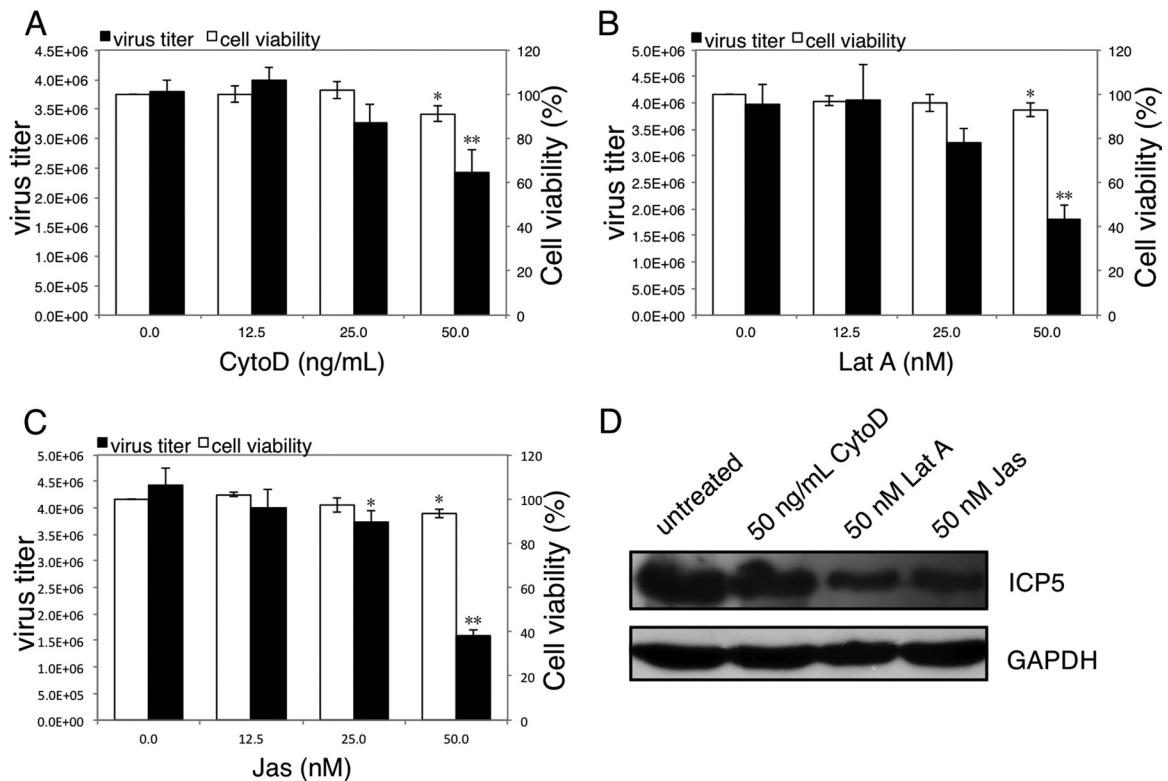 A
■virus titer □cell viability
4.5E+06
4.0E+06
3.5E+06
3.0E+06
2.5E+06
2.0E+06
1.5E+06
1.0E+06
5.0E+05
0.0E+00
virus titer
120
100
80
60
40
20
0
Cell viability (%)
*
**
0.0 12.5 25.0 50.0
CytoD (ng/mL)
B
■virus titer □cell viability
5.0E+06
4.5E+06
4.0E+06
3.5E+06
3.0E+06
2.5E+06
2.0E+06
1.5E+06
1.0E+06
5.0E+05
0.0E+00
virus titer
120
100
80
60
40
20
0
Cell viability (%)
*
**
0.0 12.5 25.0 50.0
Lat A (nM)
C
■virus titer □cell viability
5.0E+06
4.5E+06
4.0E+06
3.5E+06
3.0E+06
2.5E+06
2.0E+06
1.5E+06
1.0E+06
5.0E+05
0.0E+00
virus titer
120
100
80
60
40
20
0
Cell viability (%)
*
*
**
0.0 12.5 25.0 50.0
Jas (nM)
D
untreated
50 ng/mL CytoD
50 nM Lat A
50 nM Jas
ICP5
GAPDH